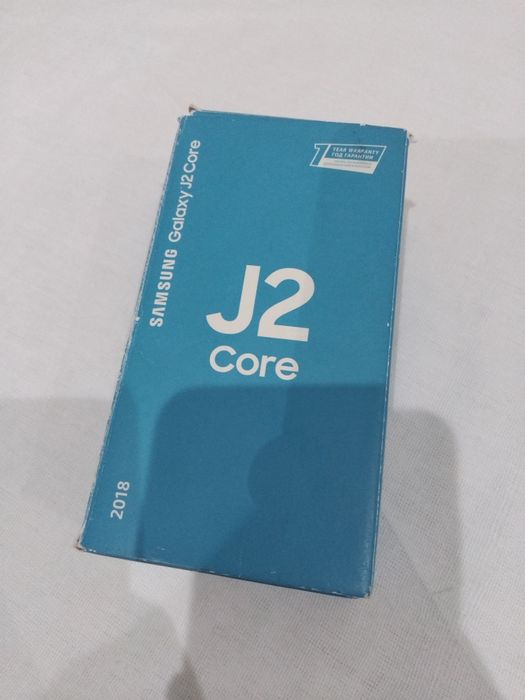 1 YEAR WARRANTY
ГОД ГАРАНТИИ
SAMSUNG Galaxy J2 Core
J2
Core
2018